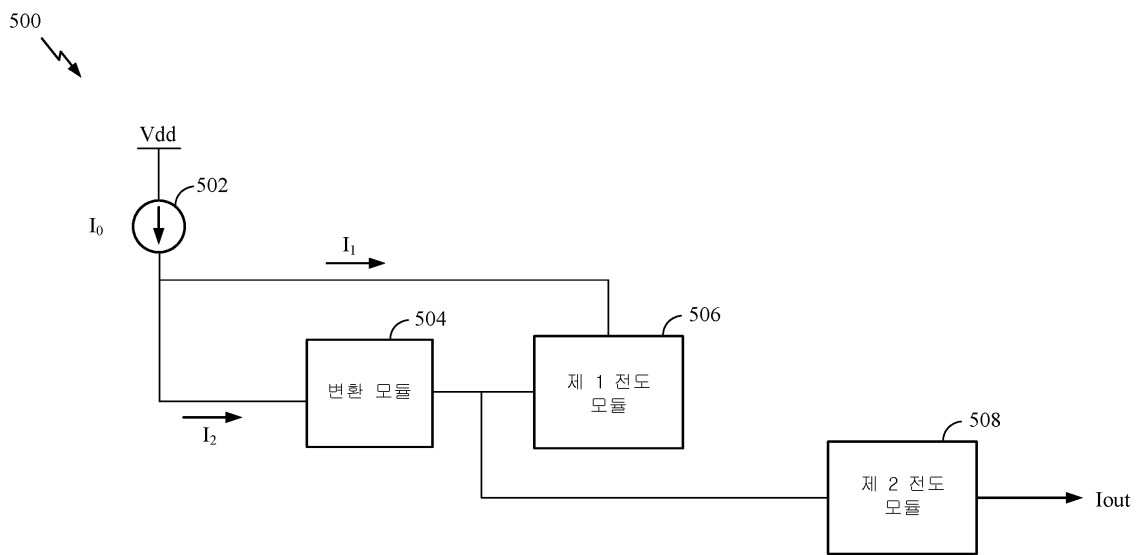 500
Vdd
502
I₀
I₁
504
506
변환 모듈
제 1 전도
모듈
I₂
508
제 2 전도
모듈
Iout